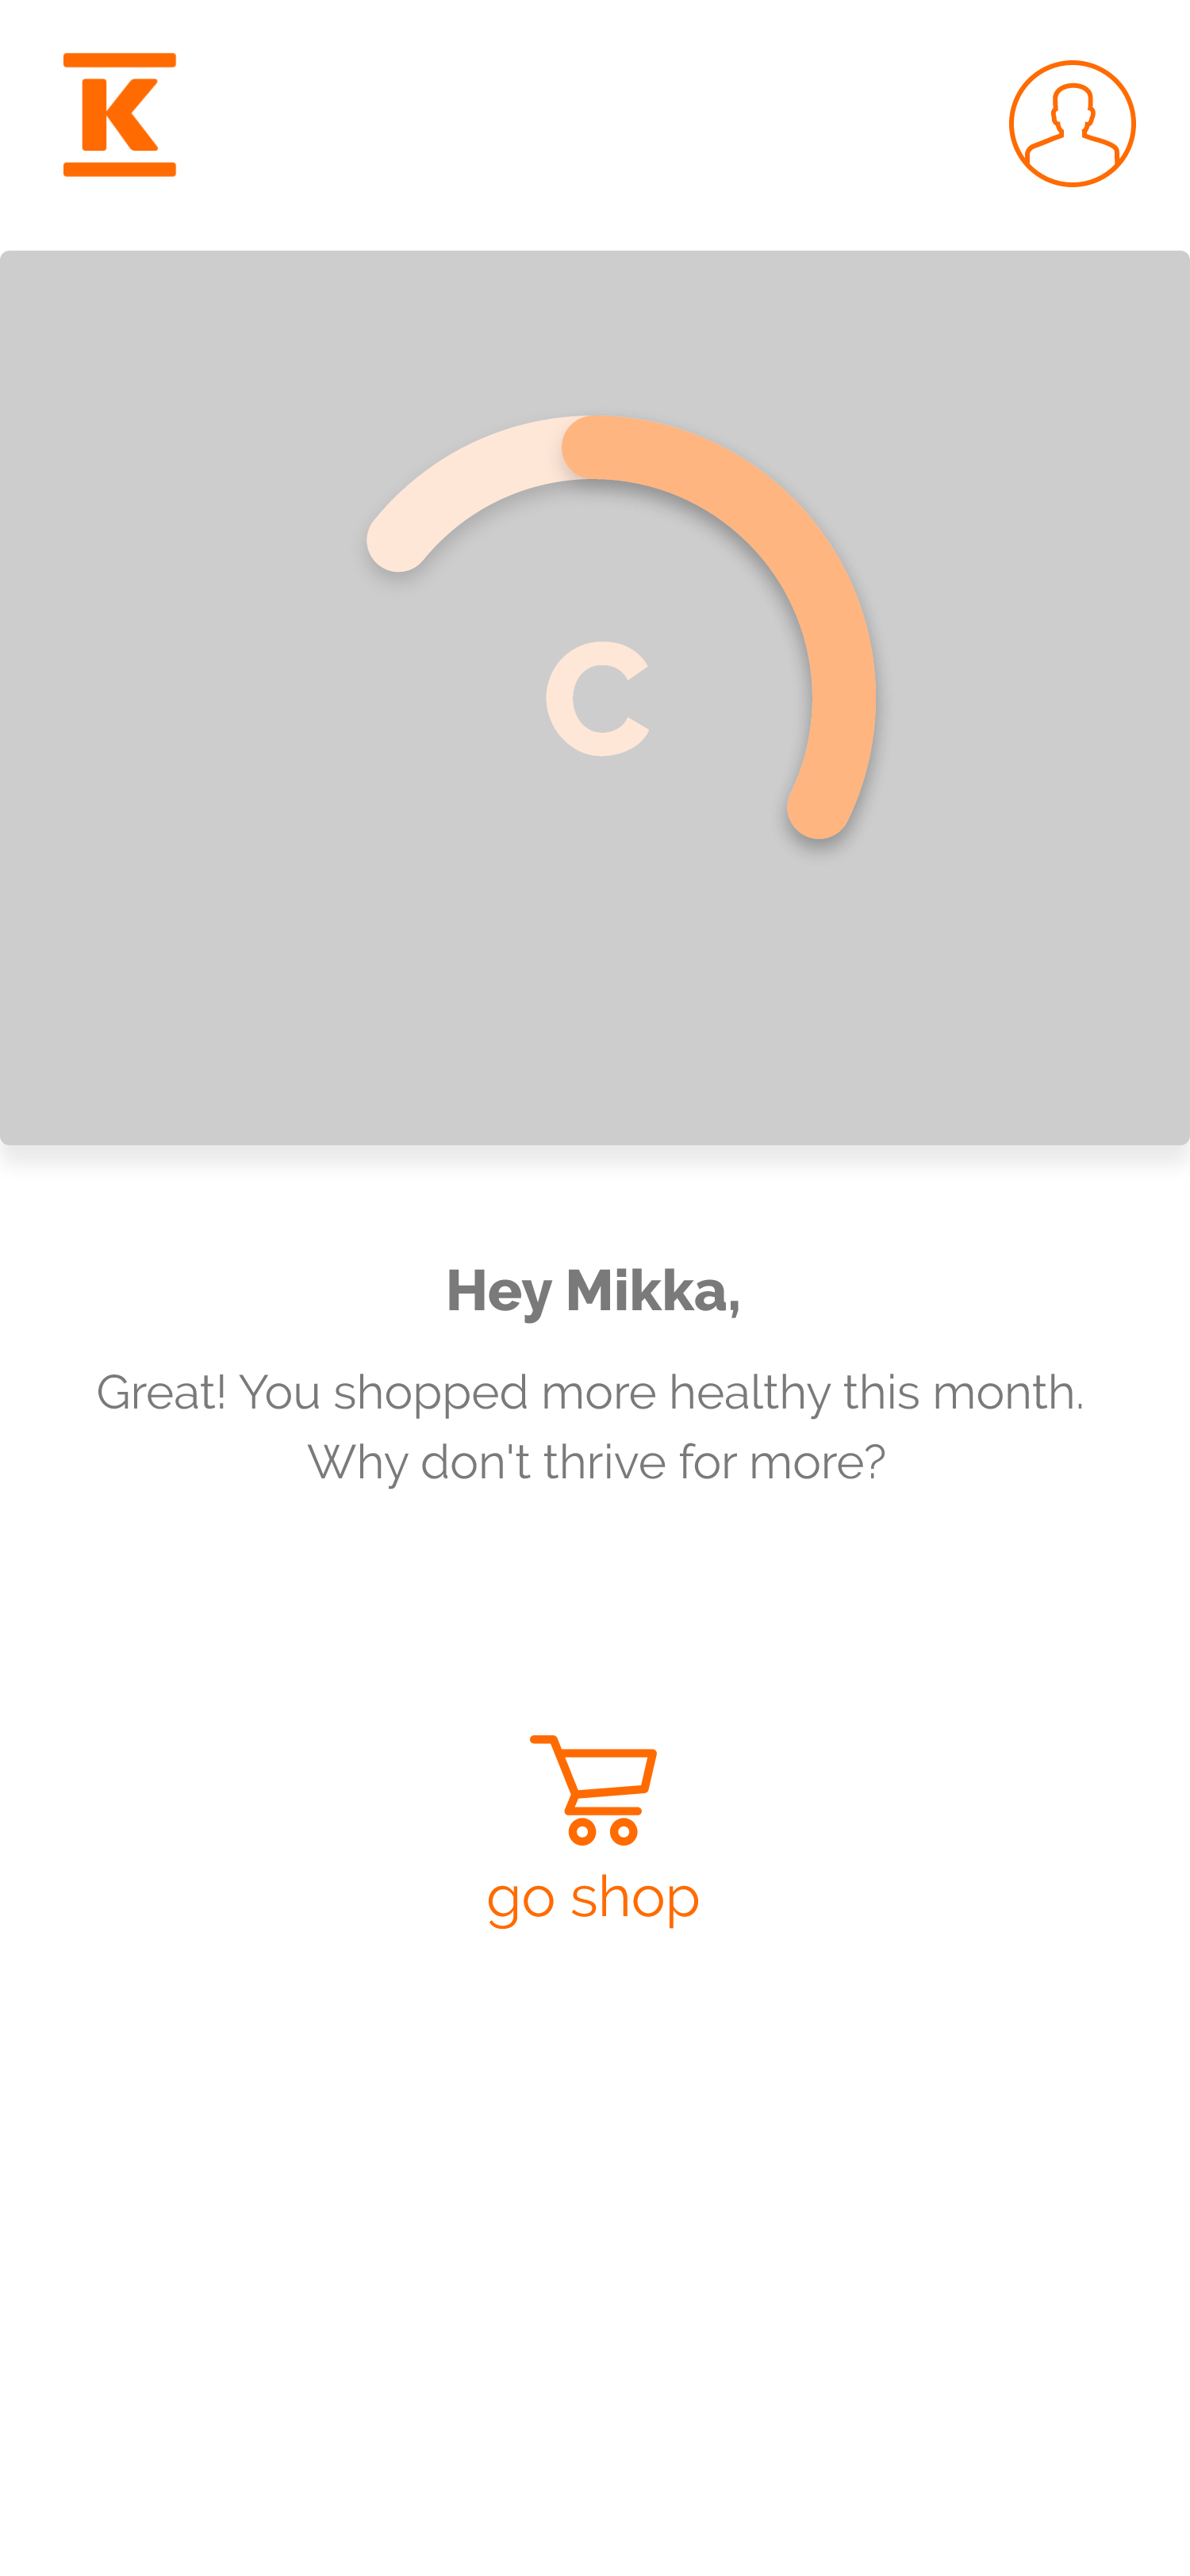 K
C
Hey Mikka,
Great! You shopped more healthy this month.
Why don't thrive for more?
go shop